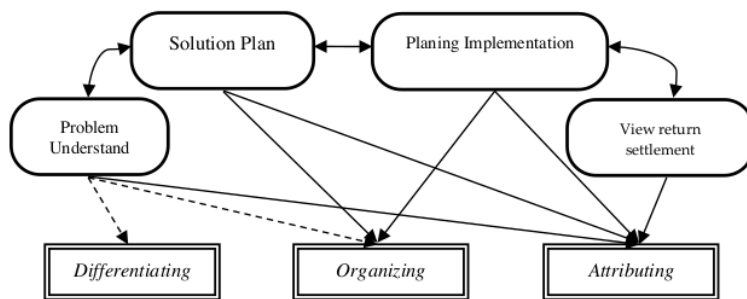 Solution Plan
Planing Implementation
Problem
Understand
View return
settlement
Differentiating
Organizing
Attributing